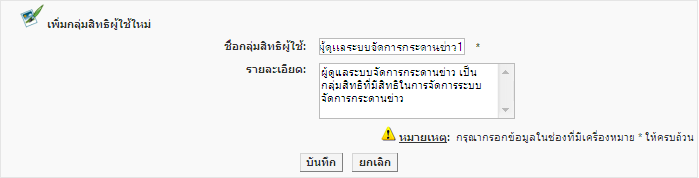 เพิ่มกลุ่มสิทธิผู้ใช้ใหม่
ชื่อกลุ่มสิทธิผู้ใช้: ผู้ดูแลระบบจัดการกระดานข่าว1 *
รายละเอียด: ผู้ดูแลระบบจัดการกระดานข่าว เป็น
กลุ่มสิทธิที่มีสิทธิในการจัดการระบบ
จัดการกระดานข่าว
หมายเหตุ: กรุณากรอกข้อมูลในช่องที่มีเครื่องหมาย * ให้ครบถ้วน
บันทึก ยกเลิก